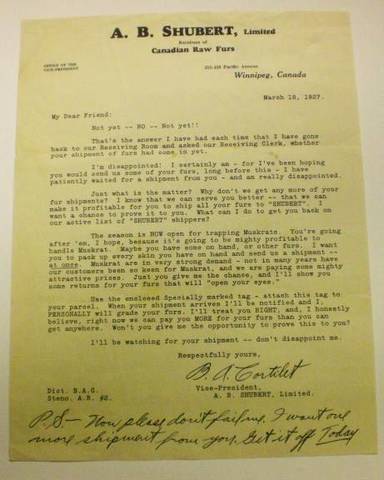 A. B. SHUBERT, Limited
Canadian Raw Furs
OFFICE OF THE
VICE-PRESIDENT
Pacific Avenue
Winnipeg, Canada
March 18, 1927.
My Dear Friend:
Not yet -- NO -- Not yet!!
That's the answer I have had each time that I have gone
back to our Receiving Room and asked our Receiving Clerk, whether
your shipment of furs had come in yet.
I'm disappointed! I certainly am - for I've been hoping
you would send us some of your furs, long before this - I have
patiently waited for a shipment from you - and am really disappointed.
Just what is the matter? Why don't we get any more of your
fur shipments? I know that we can serve you better -- that we can
make it profitable for you to ship all your furs to "SHUBERT". I
want a chance to prove it to you. What can I do to get you back on
our active list of "SHUBERT" shippers?
The season is NOW open for trapping Muskrats. You're going
after 'em, I hope, because it's going to be mighty profitable to
handle Muskrat. Maybe you have some on hand, or other furs. I want
you to pack up every skin you have on hand and send us a shipment -
at once. Muskrat are in very strong demand - not in many years have
our customers been so keen for Muskrat, and we are paying some mighty
attractive prices. Just give me the chance, and I'll show you
some returns for your furs that will "open your eyes."
Use the enclosed Specially marked tag - attach this tag to
your parcel. When your shipment arrives I'll be notified and I,
PERSONALLY will grade your furs. I'll treat you RIGHT, and, I honestly
believe, right now we can pay you MORE for your furs than you can
get anywhere. Won't you give me the opportunity to prove this to you?
I'll be watching for your shipment -- don't disappoint me.
Respectfully yours,
B. A.
Vice-President,
Dict. B.A.G.
A. B. SHUBERT, Limited.
Steno. A.R. #2.
P.S- Now please don't fail me. I want one
more shipment from you. Get it off Today